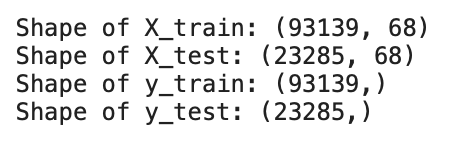 Shape of X_train: (93139, 68)
Shape of X_test: (23285, 68)
Shape of y_train: (93139,)
Shape of y_test: (23285,)